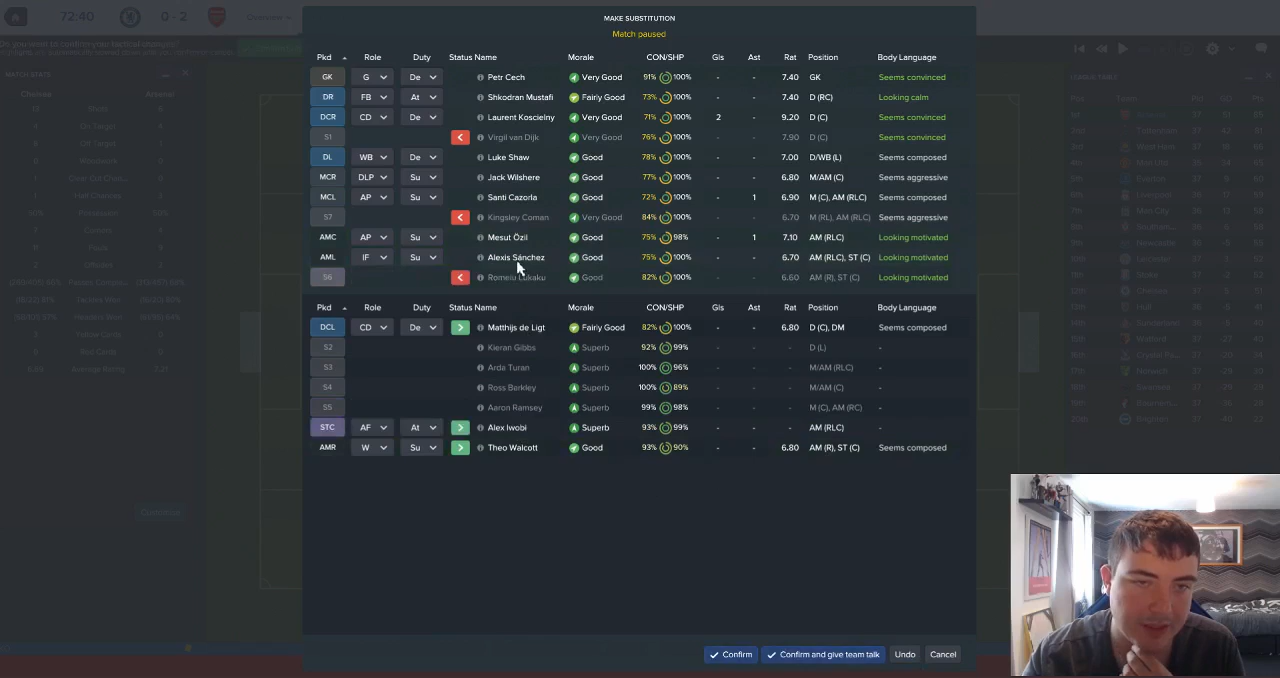 72:40 0 - 2 Overview
MAKE SUBSTITUTION
Match paused
Pkd Role Duty Status Name Morale CON/SHP Gls Ast Rat Position Body Language
GK G De Petr Cech Very Good 91% 100% - - 7.40 GK Seems convinced
DR FB At Shkodran Mustafi Fairly Good 73% 100% - - 7.40 D (RC) Looking calm
DCR CD De Laurent Koscielny Very Good 71% 100% 2 - 9.20 D (C) Seems convinced
S1 Virgil van Dijk Very Good 76% 100% - - 7.90 D (C) Seems convinced
DL WB De Luke Shaw Good 78% 100% - - 7.00 D/WB (L) Seems composed
MCR DLP Su Jack Wilshere Good 77% 100% - - 6.80 M/AM (C) Seems aggressive
MCL AP Su Santi Cazorla Good 72% 100% - 1 6.90 M (C), AM (RLC) Seems composed
S7 Kingsley Coman Very Good 84% 100% - - 6.70 M (RL), AM (RLC) Seems aggressive
AMC AP Su Mesut Özil Good 75% 98% - 1 7.10 AM (RLC) Looking motivated
AML IF Su Alexis Sánchez Good 75% 100% - - 6.70 AM (RLC), ST (C) Looking motivated
S6 Romelu Lukaku Good 82% 100% - - 6.60 AM (R), ST (C) Looking motivated
Pkd Role Duty Status Name Morale CON/SHP Gls Ast Rat Position Body Language
DCL CD De Matthijs de Ligt Fairly Good 82% 100% - - 6.80 D (C), DM Seems composed
S2 Kieran Gibbs Superb 92% 99% - - - D (L) -
S3 Arda Turan Superb 100% 96% - - - M/AM (RLC) -
S4 Ross Barkley Superb 100% 89% - - - M/AM (C) -
S5 Aaron Ramsey Superb 99% 98% - - - M (C), AM (RC) -
STC AF At Alex Iwobi Superb 93% 99% - - - AM (RLC) -
AMR W Su Theo Walcott Good 93% 90% - - 6.80 AM (R), ST (C) Seems composed
Confirm Confirm and give team talk Undo Cancel
MATCH STATS
Chelsea Arsenal